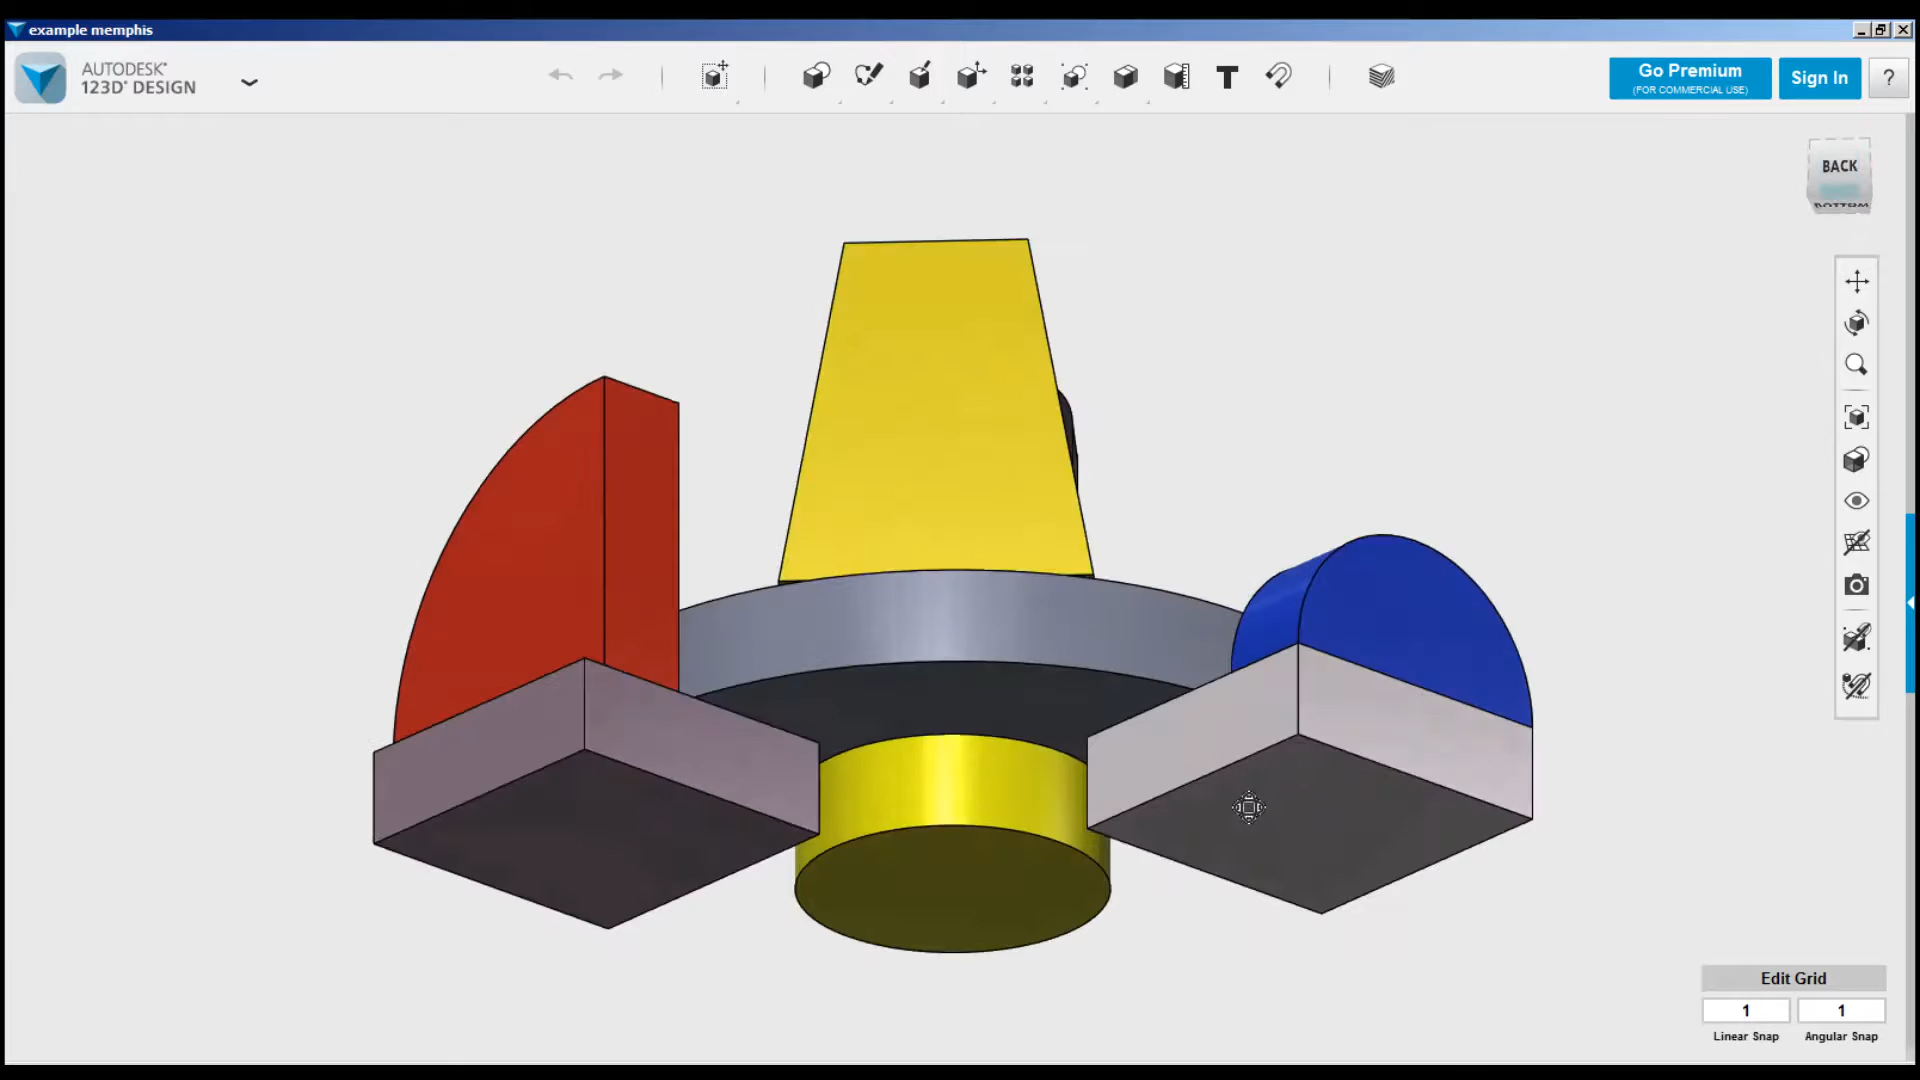 example memphis
AUTODESK®
123D® DESIGN
T
Go Premium
(FOR COMMERCIAL USE)
Sign In
?
BACK
BOTTOM
Edit Grid
1
1
Linear Snap
Angular Snap